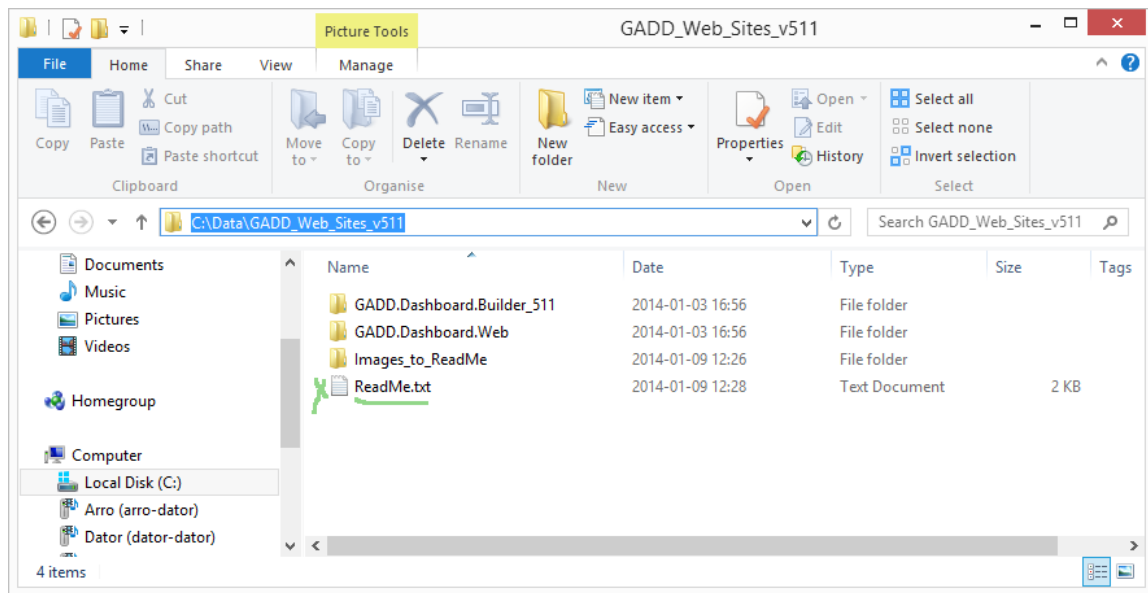 Picture Tools
GADD_Web_Sites_v511
File Home Share View Manage
Copy
Paste
Cut
Copy path
Paste shortcut
Clipboard
Move to
Copy to
Delete
Rename
Organise
New folder
New item
Easy access
New
Properties
Open
Edit
History
Open
Select all
Select none
Invert selection
Select
C:\Data\GADD_Web_Sites_v511
Search GADD_Web_Sites_v511
Documents
Music
Pictures
Videos
Homegroup
Computer
Local Disk (C:)
Arro (arro-dator)
Dator (dator-dator)
Name Date Type Size Tags
GADD.Dashboard.Builder_511 2014-01-03 16:56 File folder
GADD.Dashboard.Web 2014-01-03 16:56 File folder
Images_to_ReadMe 2014-01-09 12:26 File folder
ReadMe.txt 2014-01-09 12:28 Text Document 2 KB
4 items